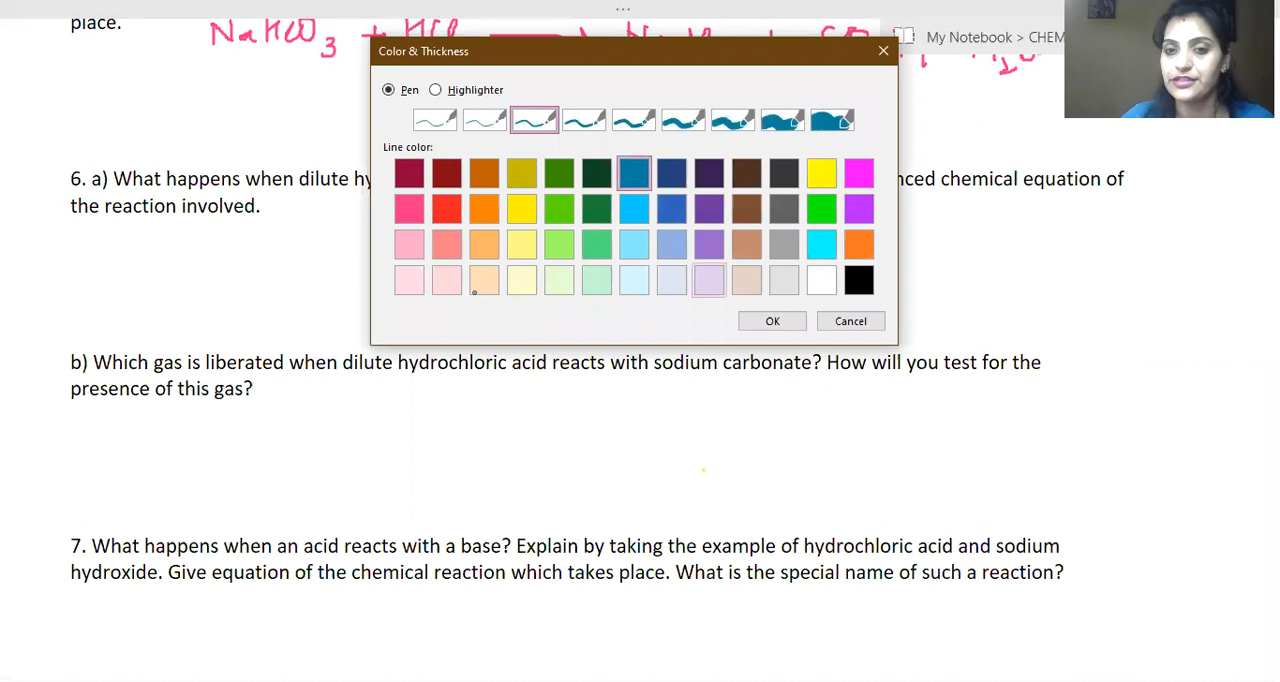 ...
place.
NaHCO3 + HCl
My Notebook > CHEM
Color & Thickness
Pen Highlighter
Line color:
6. a) What happens when dilute hy
nced chemical equation of
the reaction involved.
OK Cancel
b) Which gas is liberated when dilute hydrochloric acid reacts with sodium carbonate? How will you test for the
presence of this gas?
7. What happens when an acid reacts with a base? Explain by taking the example of hydrochloric acid and sodium
hydroxide. Give equation of the chemical reaction which takes place. What is the special name of such a reaction?